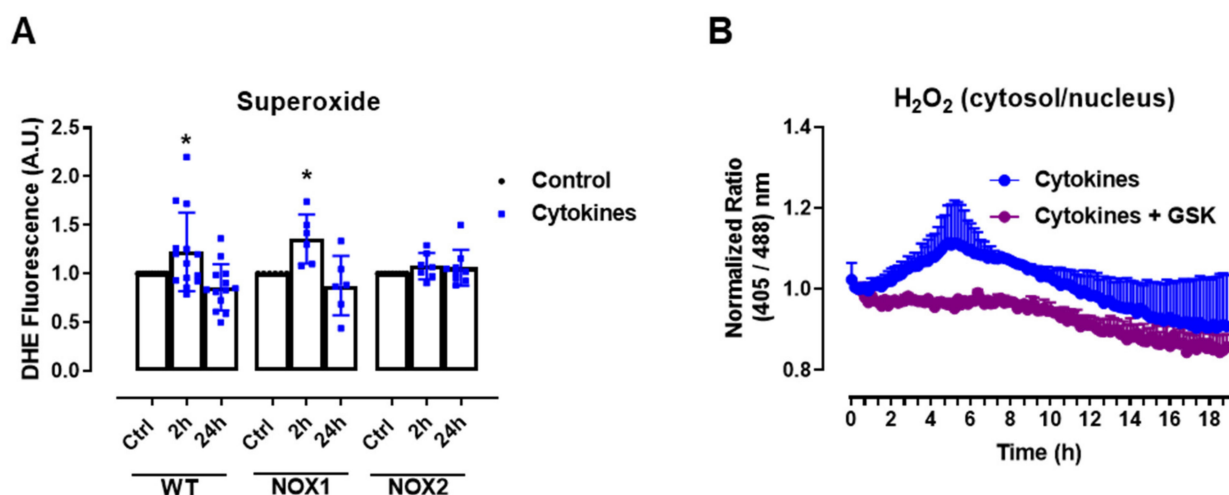 A
Superoxide
DHE Fluorescence (A.U.)
2.5
2.0
1.5
1.0
0.5
0.0
*
*
Control
Cytokines
Ctrl 2h 24h Ctrl 2h 24h Ctrl 2h 24h
WT NOX1 NOX2
B
H₂O₂ (cytosol/nucleus)
Normalized Ratio
(405 / 488) nm
1.4
1.2
1.0
0.8
Cytokines
Cytokines + GSK
0 2 4 6 8 10 12 14 16 18
Time (h)